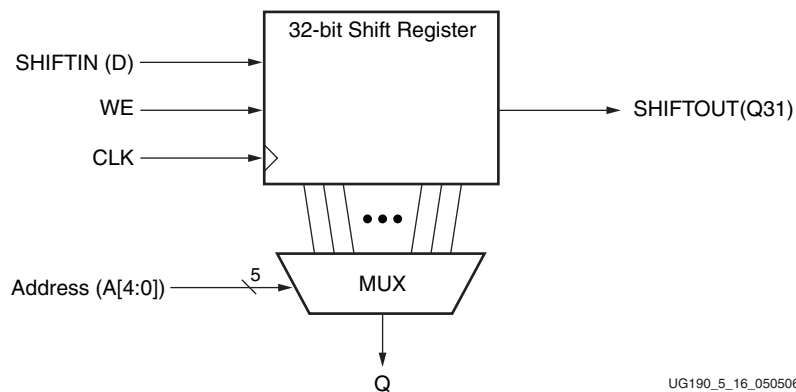 32-bit Shift Register
SHIFTIN (D)
WE
CLK
SHIFTOUT(Q31)
Address (A[4:0])
5
MUX
Q
UG190_5_16_050506